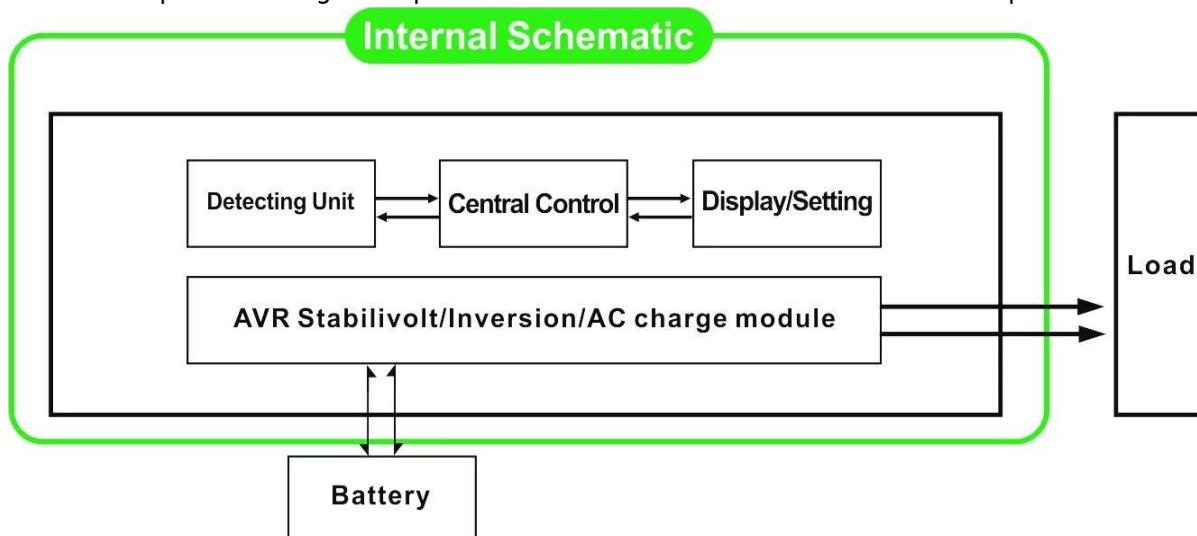 Internal Schematic
Detecting Unit
Central Control
Display/Setting
Load
AVR Stabilivolt/Inversion/AC charge module
Battery